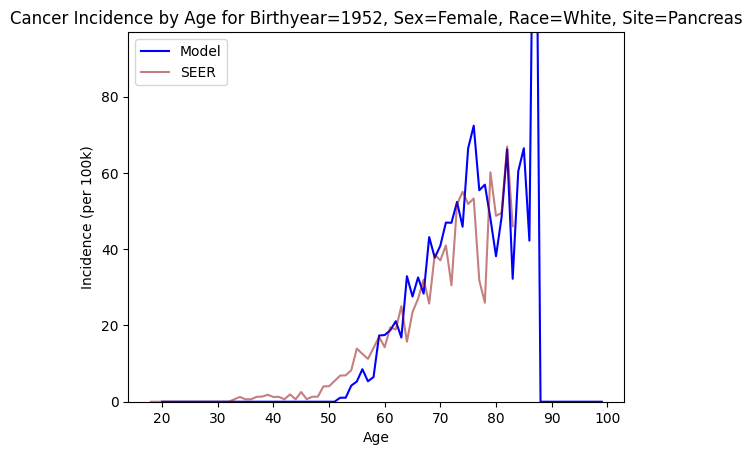 Cancer Incidence by Age for Birthyear=1952, Sex=Female, Race=White, Site=Pancreas
Model
SEER
80
60
40
20
0
Incidence (per 100k)
20 30 40 50 60 70 80 90 100
Age